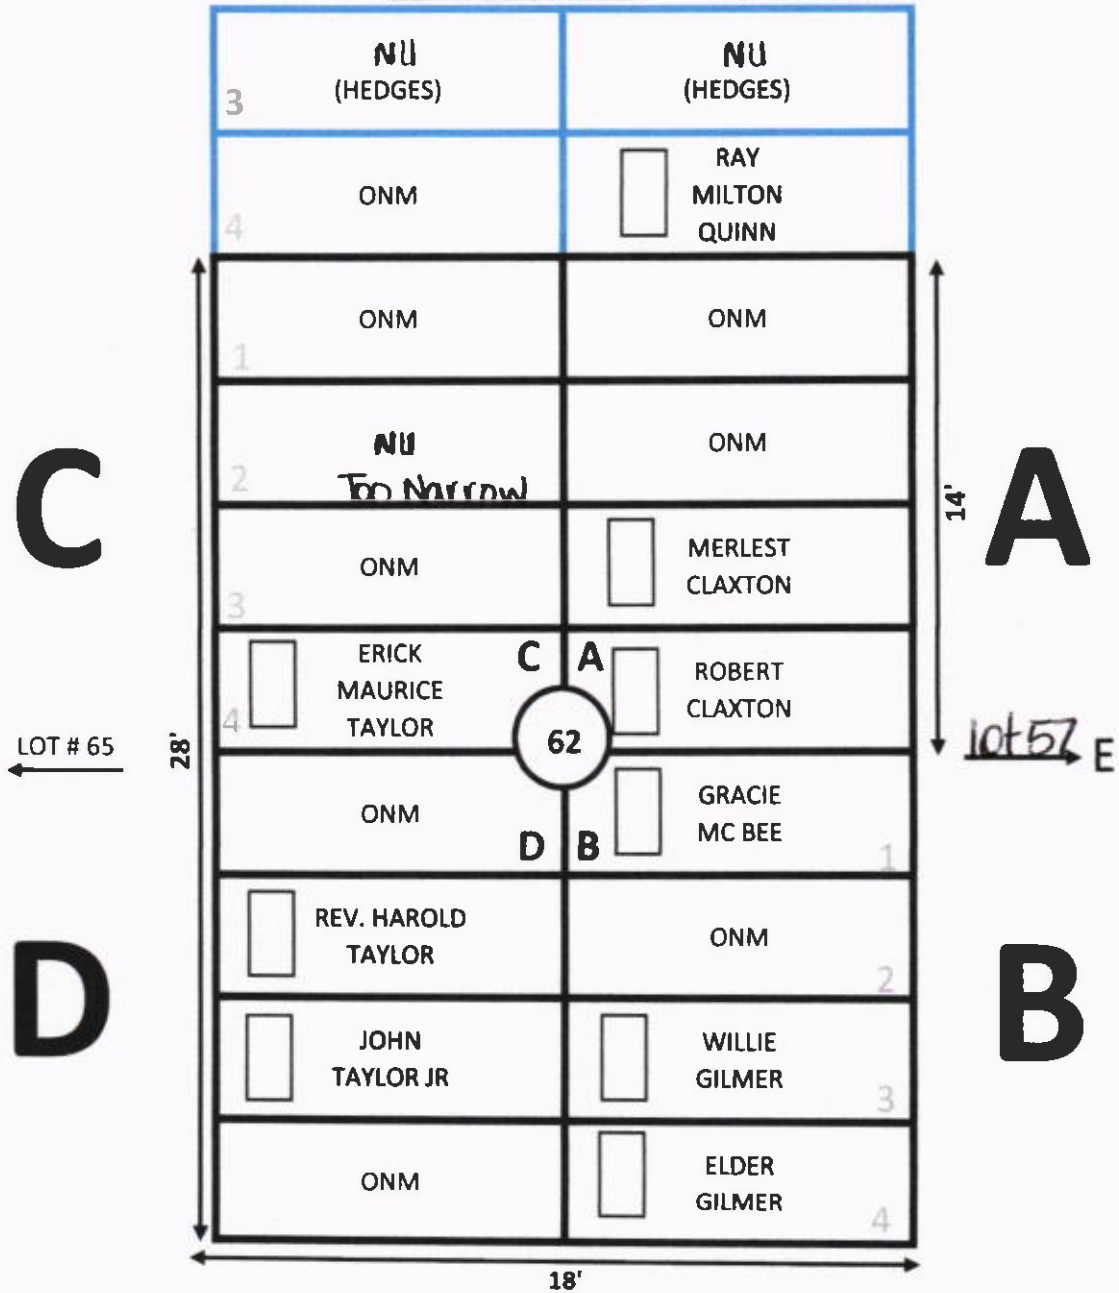 NU
(HEDGES)
3
NU
(HEDGES)
ONM
4
RAY
MILTON
QUINN
ONM
1
ONM
NU
Too Narrow
2
ONM
C
A
14'
ONM
3
MERLEST
CLAXTON
ERICK
MAURICE
TAYLOR
4
C
A
ROBERT
CLAXTON
62
LOT # 65
28'
lot 57
E
ONM
D
B
GRACIE
MC BEE
1
REV. HAROLD
TAYLOR
ONM
2
D
B
JOHN
TAYLOR JR
WILLIE
GILMER
3
ONM
ELDER
GILMER
4
18'